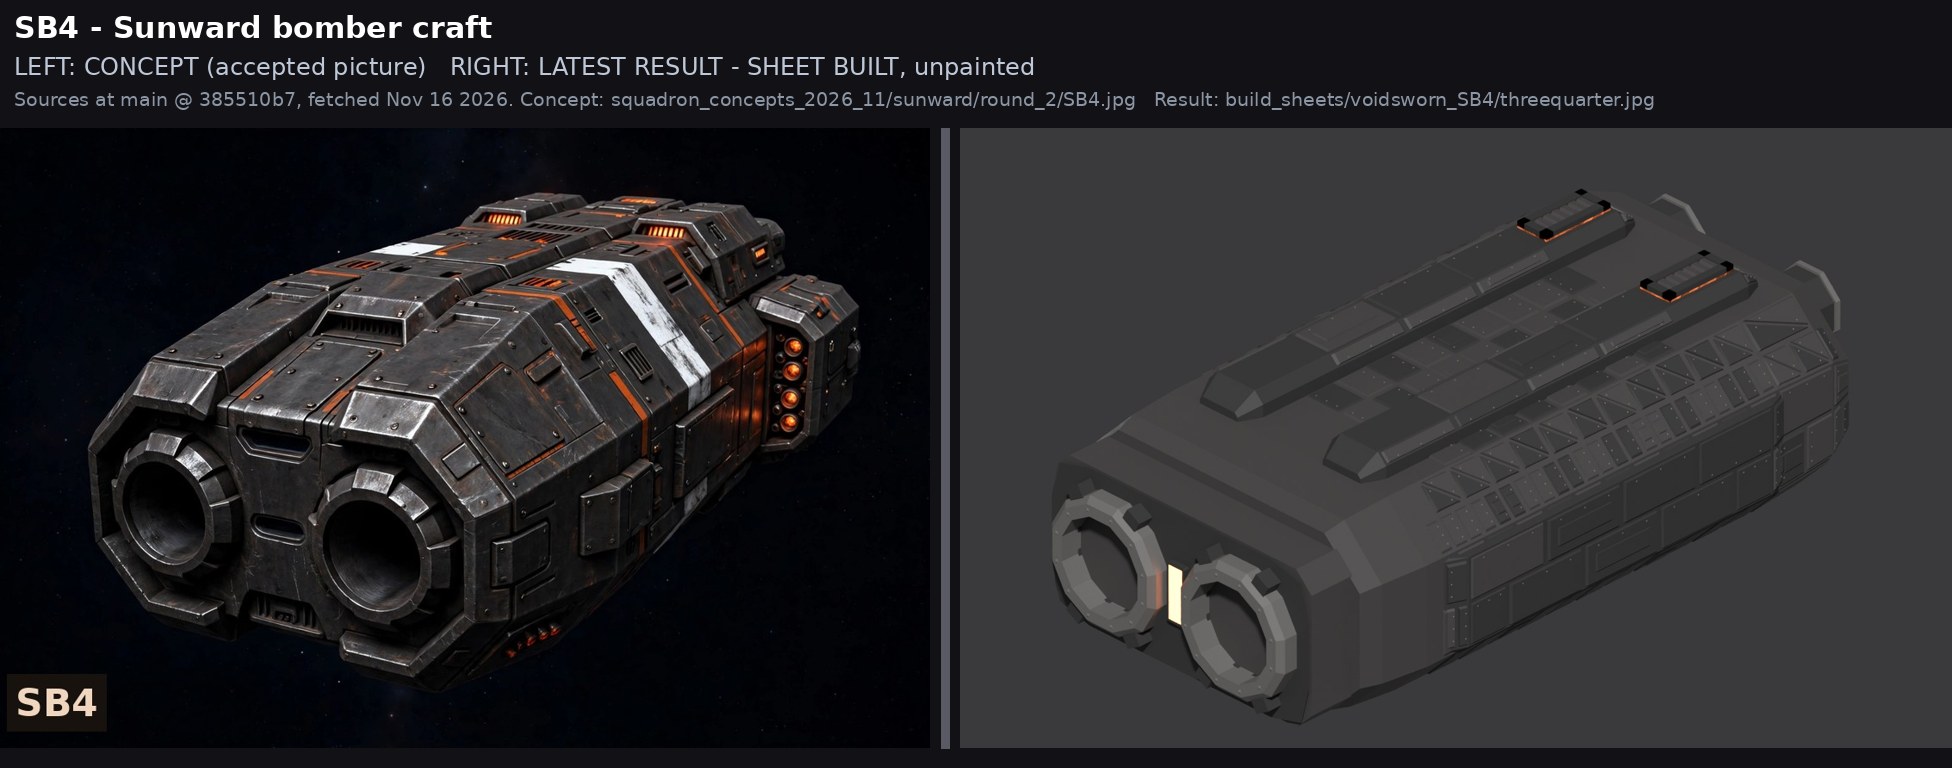 SB4 - Sunward bomber craft
LEFT: CONCEPT (accepted picture)   RIGHT: LATEST RESULT - SHEET BUILT, unpainted
Sources at main @ 385510b7, fetched Nov 16 2026. Concept: squadron_concepts_2026_11/sunward/round_2/SB4.jpg   Result: build_sheets/voidsworn_SB4/threequarter.jpg
SB4